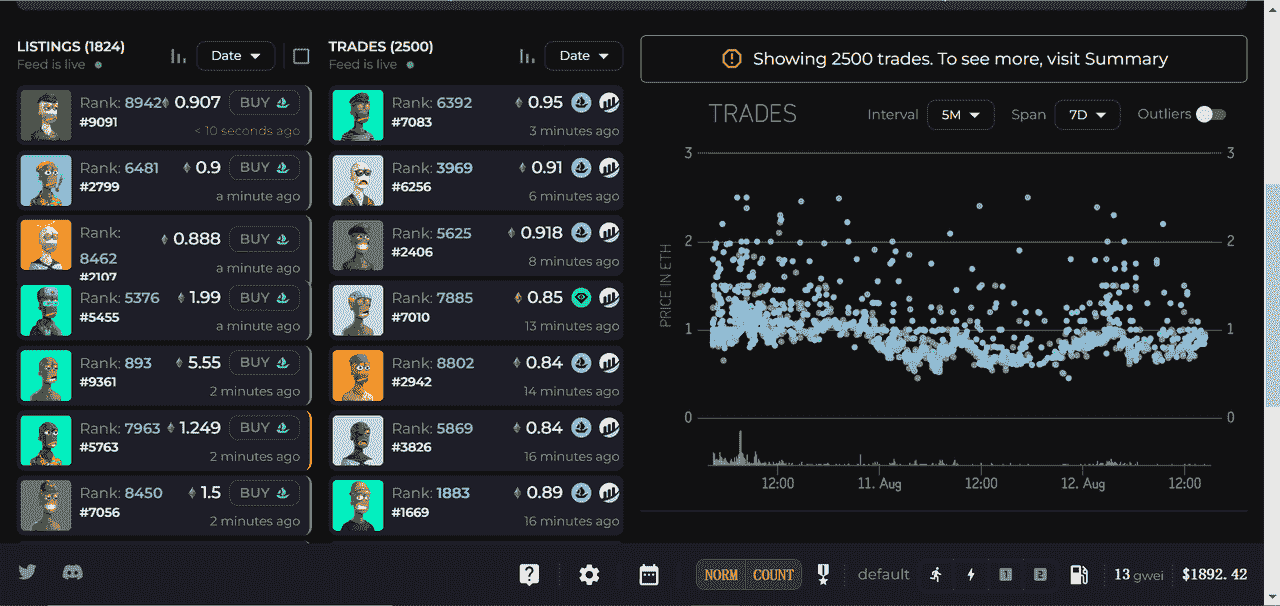 LISTINGS (1824)
Feed is live
Date
Rank: 8942 0.907 BUY
#9091
< 10 seconds ago
Rank: 6481 0.9 BUY
#2799
a minute ago
Rank:
8462 0.888 BUY
#2107
a minute ago
Rank: 5376 1.99 BUY
#5455
a minute ago
Rank: 893 5.55 BUY
#9361
2 minutes ago
Rank: 7963 1.249 BUY
#5763
2 minutes ago
Rank: 8450 1.5 BUY
#7056
2 minutes ago
TRADES (2500)
Feed is live
Date
Rank: 6392 0.95
#7083
3 minutes ago
Rank: 3969 0.91
#6256
6 minutes ago
Rank: 5625 0.918
#2406
8 minutes ago
Rank: 7885 0.85
#7010
13 minutes ago
Rank: 8802 0.84
#2942
14 minutes ago
Rank: 5869 0.84
#3826
16 minutes ago
Rank: 1883 0.89
#1669
16 minutes ago
Showing 2500 trades. To see more, visit Summary
TRADES
Interval 5M Span 7D Outliers
3 3
2 2
1 1
0 0
PRICE IN ETH
12:00 11. Aug 12:00 12. Aug 12:00
? NORM COUNT 1 default 1 2 13 gwei $1892.42